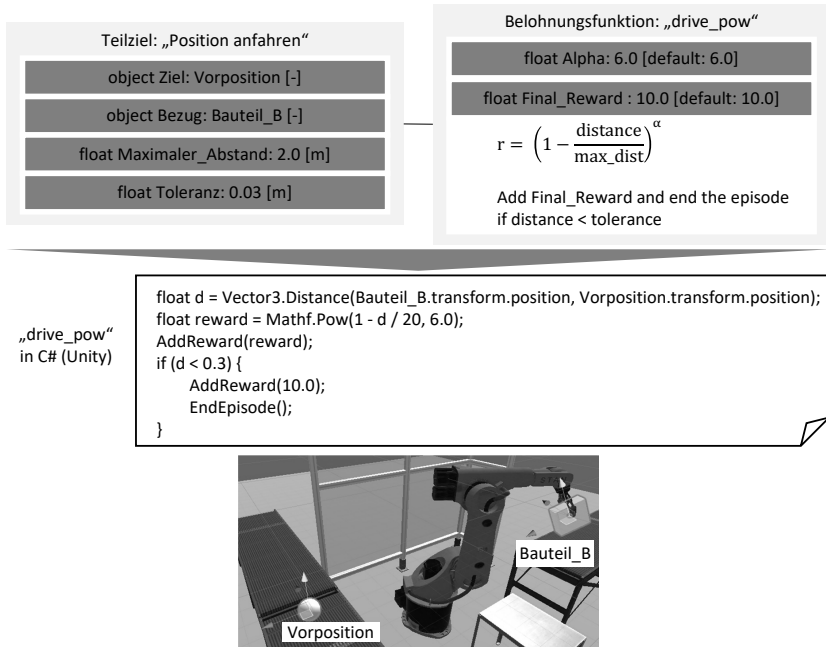 Teilziel: „Position anfahren“
object Ziel: Vorposition [-]
object Bezug: Bauteil_B [-]
float Maximaler_Abstand: 2.0 [m]
float Toleranz: 0.03 [m]
Belohnungsfunktion: „drive_pow“
float Alpha: 6.0 [default: 6.0]
float Final_Reward : 10.0 [default: 10.0]
r = (1 − distance/max_dist)^α
Add Final_Reward and end the episode
if distance < tolerance
„drive_pow“
in C# (Unity)
float d = Vector3.Distance(Bauteil_B.transform.position, Vorposition.transform.position);
float reward = Mathf.Pow(1 - d / 20, 6.0);
AddReward(reward);
if (d < 0.3) {
AddReward(10.0);
EndEpisode();
}
Bauteil_B
Vorposition